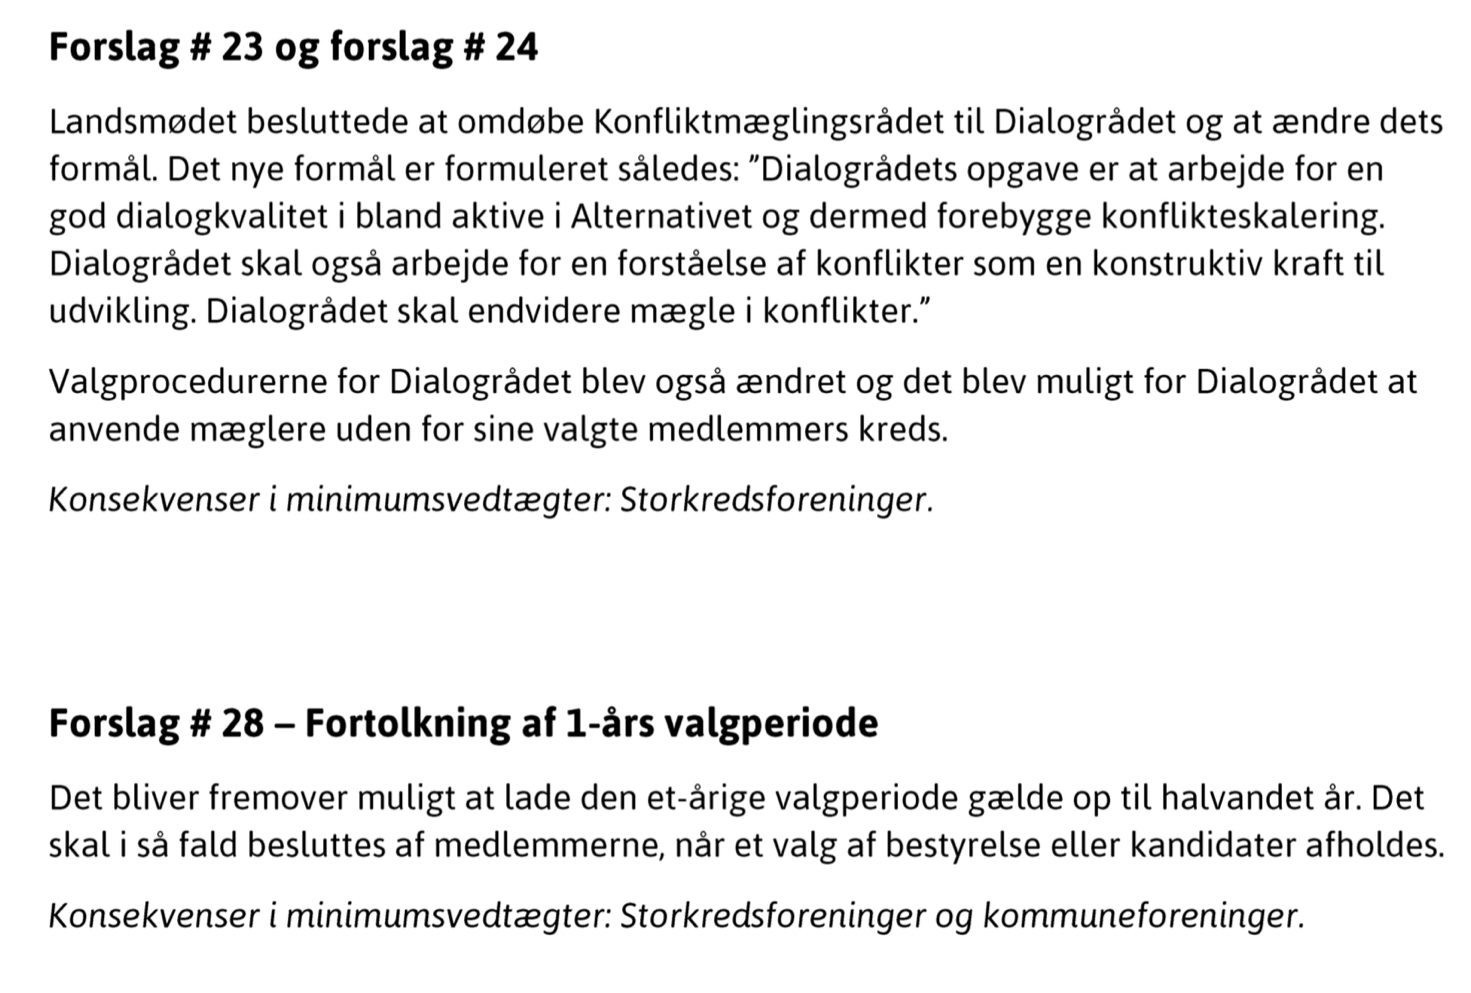 Forslag # 23 og forslag # 24
Landsmødet besluttede at omdøbe Konfliktmæglingsrådet til Dialogrådet og at ændre dets
formål. Det nye formål er formuleret således: ”Dialogrådets opgave er at arbejde for en
god dialogkvalitet i bland aktive i Alternativet og dermed forebygge konflikteskalering.
Dialogrådet skal også arbejde for en forståelse af konflikter som en konstruktiv kraft til
udvikling. Dialogrådet skal endvidere mægle i konflikter.”
Valgprocedurerne for Dialogrådet blev også ændret og det blev muligt for Dialogrådet at
anvende mæglere uden for sine valgte medlemmers kreds.
Konsekvenser i minimumsvedtægter: Storkredsforeninger.
Forslag # 28 – Fortolkning af 1-års valgperiode
Det bliver fremover muligt at lade den et-årige valgperiode gælde op til halvandet år. Det
skal i så fald besluttes af medlemmerne, når et valg af bestyrelse eller kandidater afholdes.
Konsekvenser i minimumsvedtægter: Storkredsforeninger og kommuneforeninger.